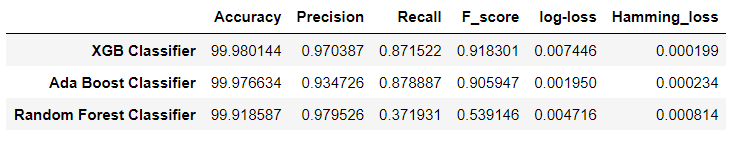 Accuracy Precision Recall F_score log-loss Hamming_loss
XGB Classifier 99.980144 0.970387 0.871522 0.918301 0.007446 0.000199
Ada Boost Classifier 99.976634 0.934726 0.878887 0.905947 0.001950 0.000234
Random Forest Classifier 99.918587 0.979526 0.371931 0.539146 0.004716 0.000814